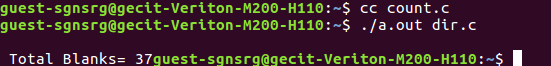 guest-sgnsrg@gecit-Veriton-M200-H110:~$ cc count.c
guest-sgnsrg@gecit-Veriton-M200-H110:~$ ./a.out dir.c
Total Blanks= 37guest-sgnsrg@gecit-Veriton-M200-H110:~$